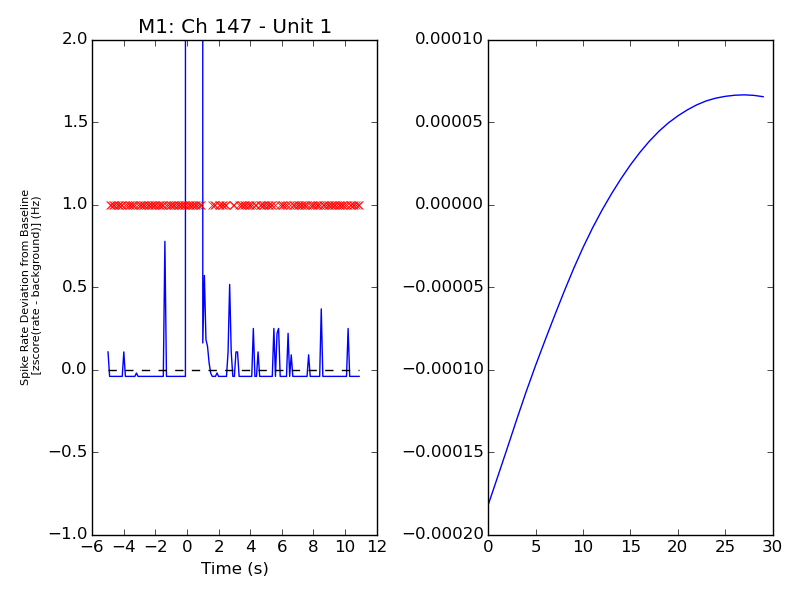 M1: Ch 147 - Unit 1
2.0
1.5
1.0
0.5
0.0
−0.5
−1.0
Spike Rate Deviation from Baseline
[zscore(rate - background)] (Hz)
−6 −4 −2 0 2 4 6 8 10 12
Time (s)
0.00010
0.00005
0.00000
−0.00005
−0.00010
−0.00015
−0.00020
0 5 10 15 20 25 30